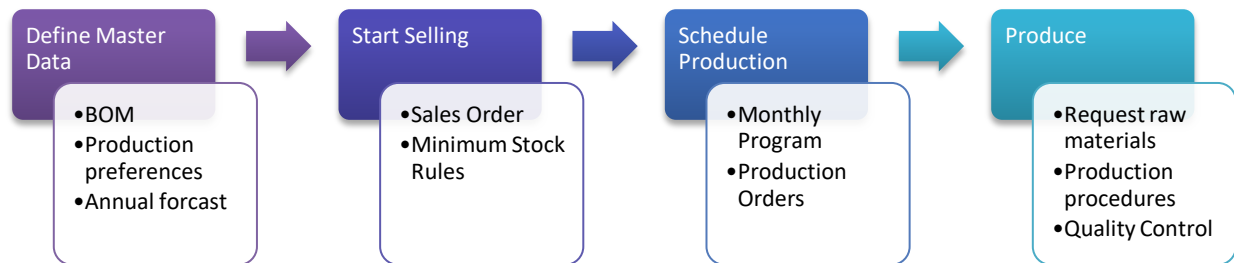 Define Master
Data
•BOM
•Production
preferences
•Annual forcast
Start Selling
•Sales Order
•Minimum Stock
Rules
Schedule
Production
•Monthly
Program
•Production
Orders
Produce
•Request raw
materials
•Production
procedures
•Quality Control